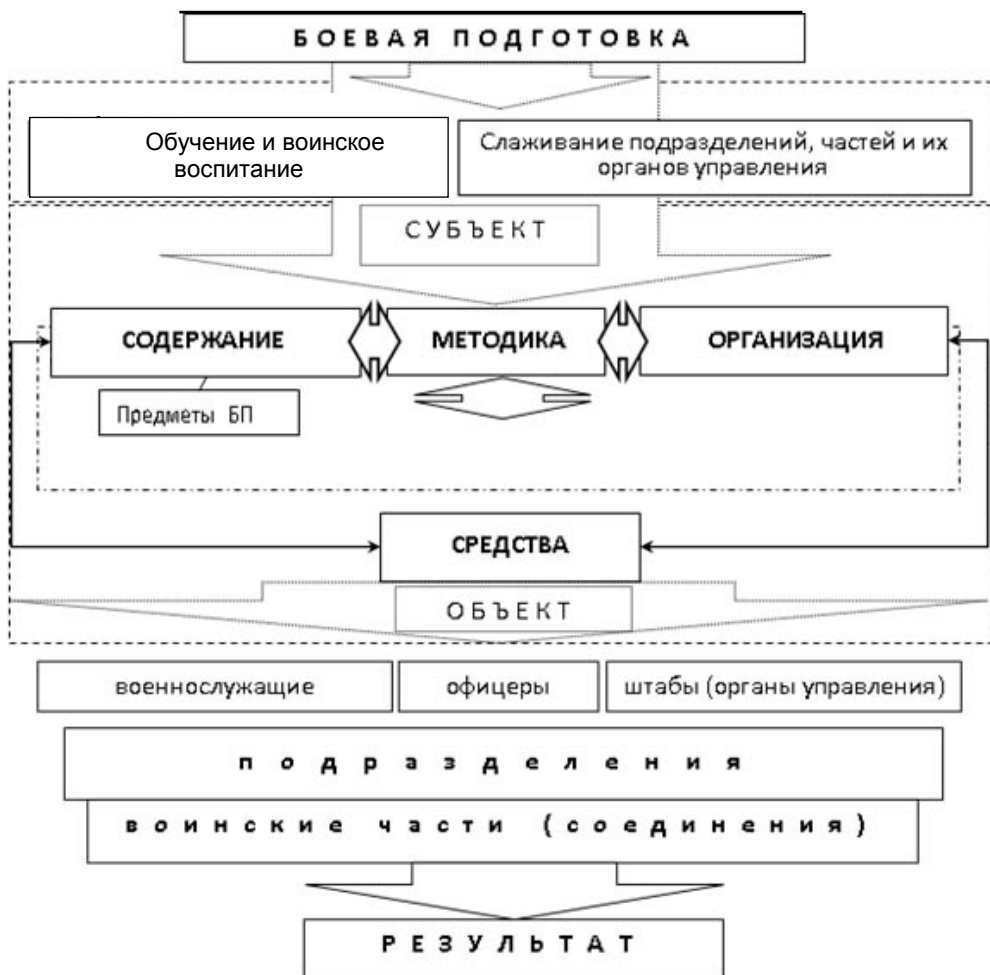 БОЕВАЯ ПОДГОТОВКА
Обучение и воинское
воспитание
Слаживание подразделений, частей и их
органов управления
СУБЪЕКТ
СОДЕРЖАНИЕ
МЕТОДИКА
ОРГАНИЗАЦИЯ
Предметы БП
СРЕДСТВА
ОБЪЕКТ
военнослужащие
офицеры
штабы (органы управления)
подразделения
воинские части (соединения)
РЕЗУЛЬТАТ